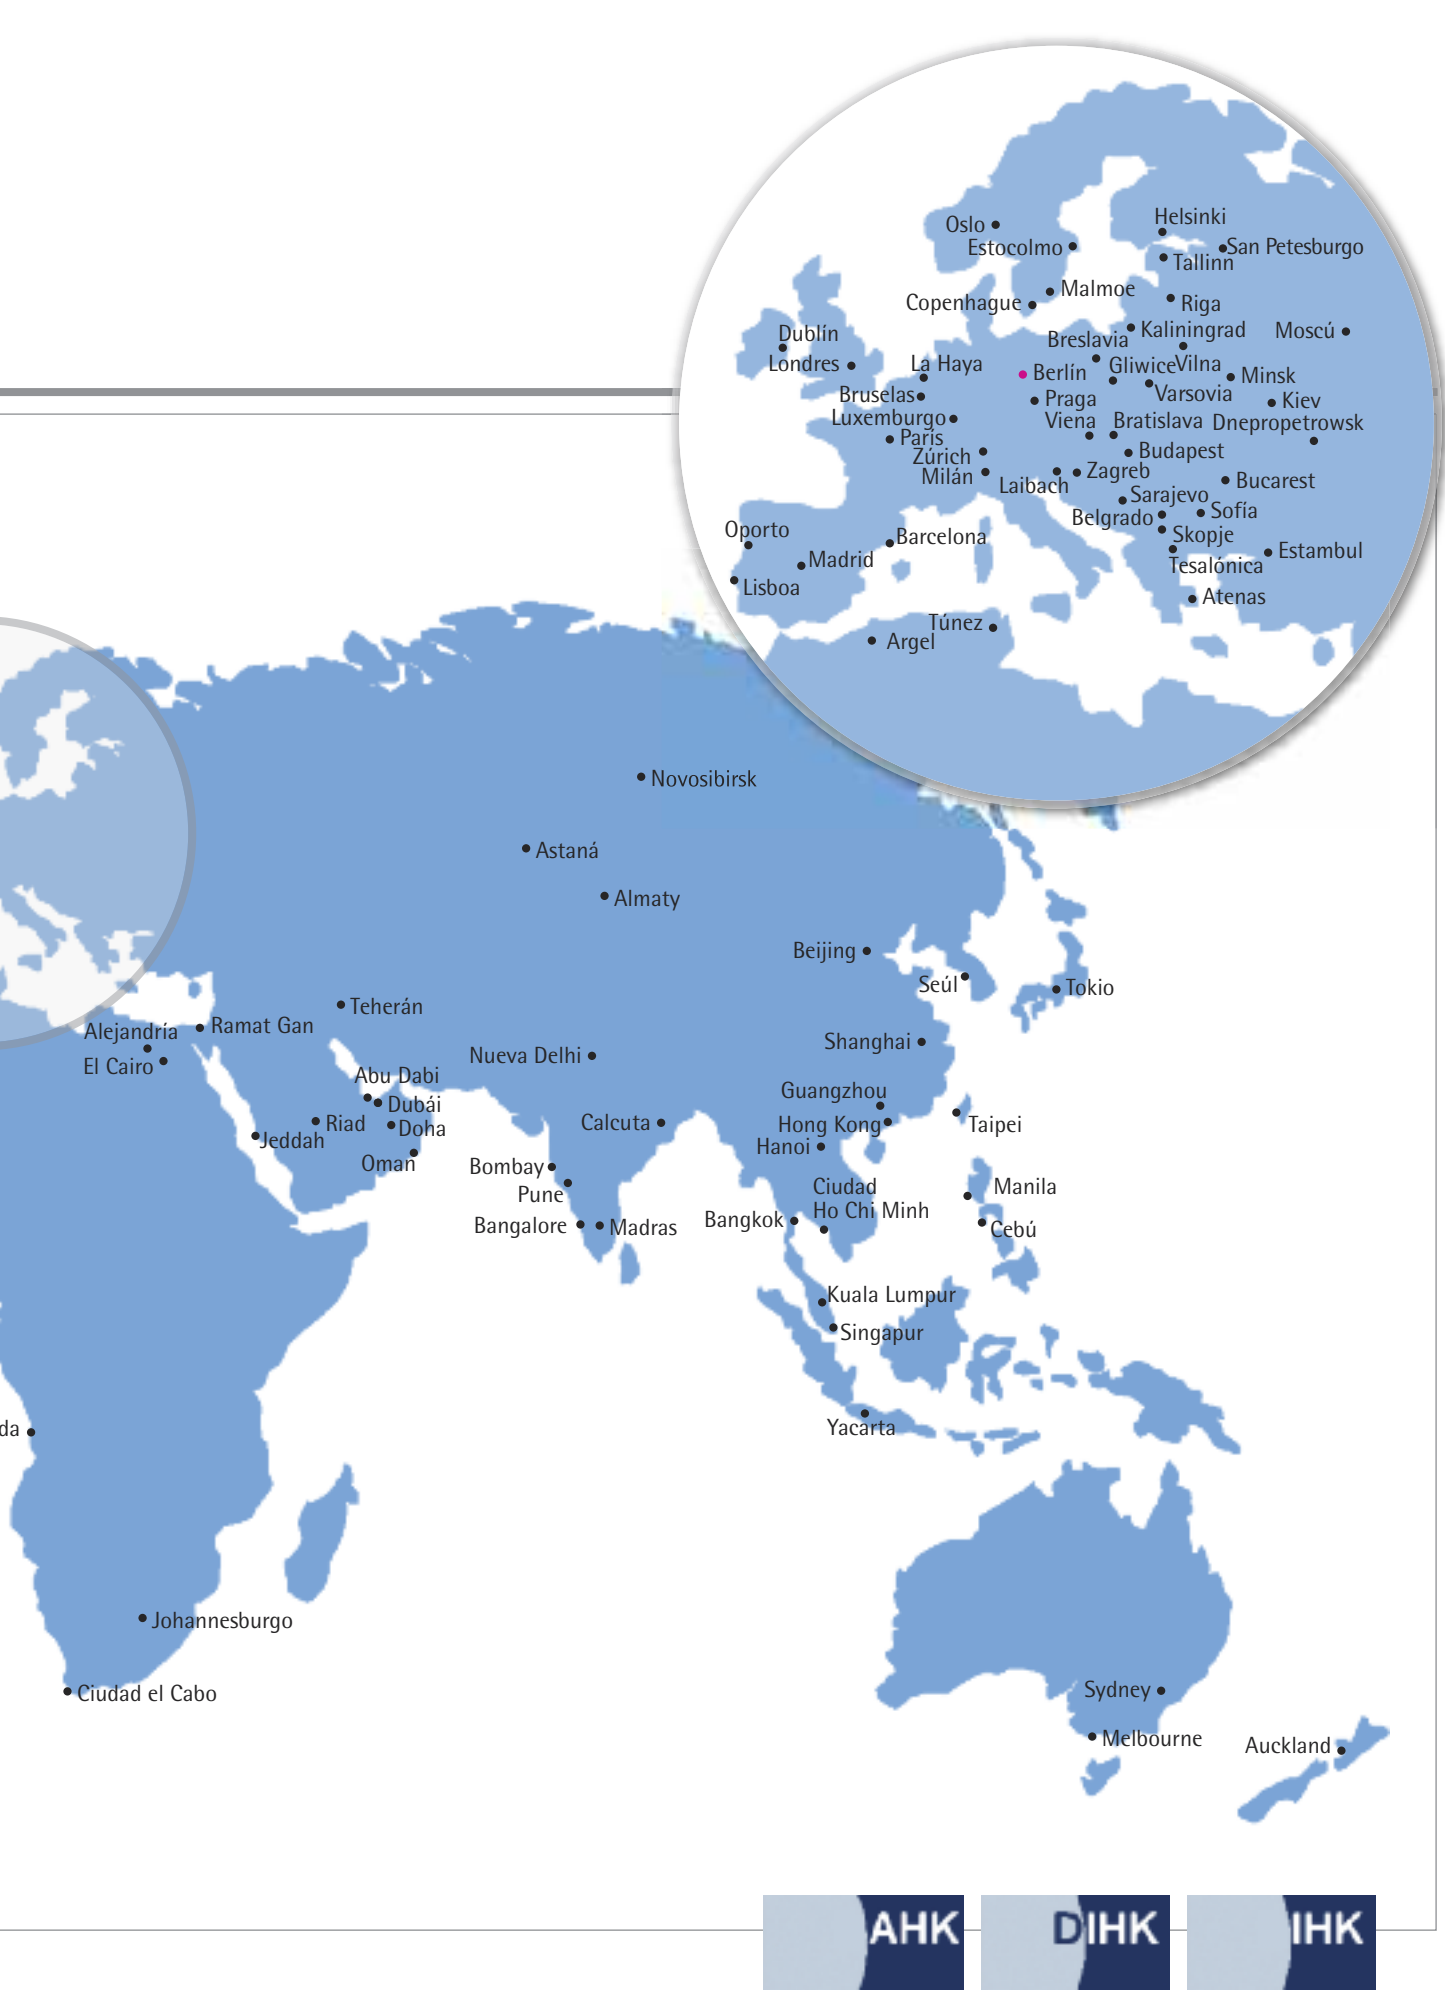 Helsinki
Oslo
Estocolmo
San Petesburgo
Tallinn
Malmoe
Copenhague
Riga
Dublín
Breslavia
Kaliningrad
Moscú
Londres
La Haya
Berlín
Gliwice
Vilna
Minsk
Bruselas
Praga
Varsovia
Kiev
Luxemburgo
Viena
Bratislava
Dnepropetrowsk
París
Zúrich
Budapest
Milán
Laibach
Zagreb
Bucarest
Sarajevo
Belgrado
Sofía
Oporto
Barcelona
Skopje
Madrid
Tesalónica
Estambul
Lisboa
Atenas
Túnez
Argel
Novosibirsk
Astaná
Almaty
Beijing
Seúl
Tokio
Teherán
Alejandría
Ramat Gan
El Cairo
Shanghai
Nueva Delhi
Abu Dabi
Dubái
Guangzhou
Riad
Doha
Calcuta
Hong Kong
Taipei
Jeddah
Hanoi
Oman
Bombay
Pune
Ciudad
Ho Chi Minh
Manila
Bangalore
Madras
Bangkok
Cebú
Kuala Lumpur
Singapur
da
Yacarta
Johannesburgo
Ciudad el Cabo
Sydney
Melbourne
Auckland
AHK
DIHK
IHK